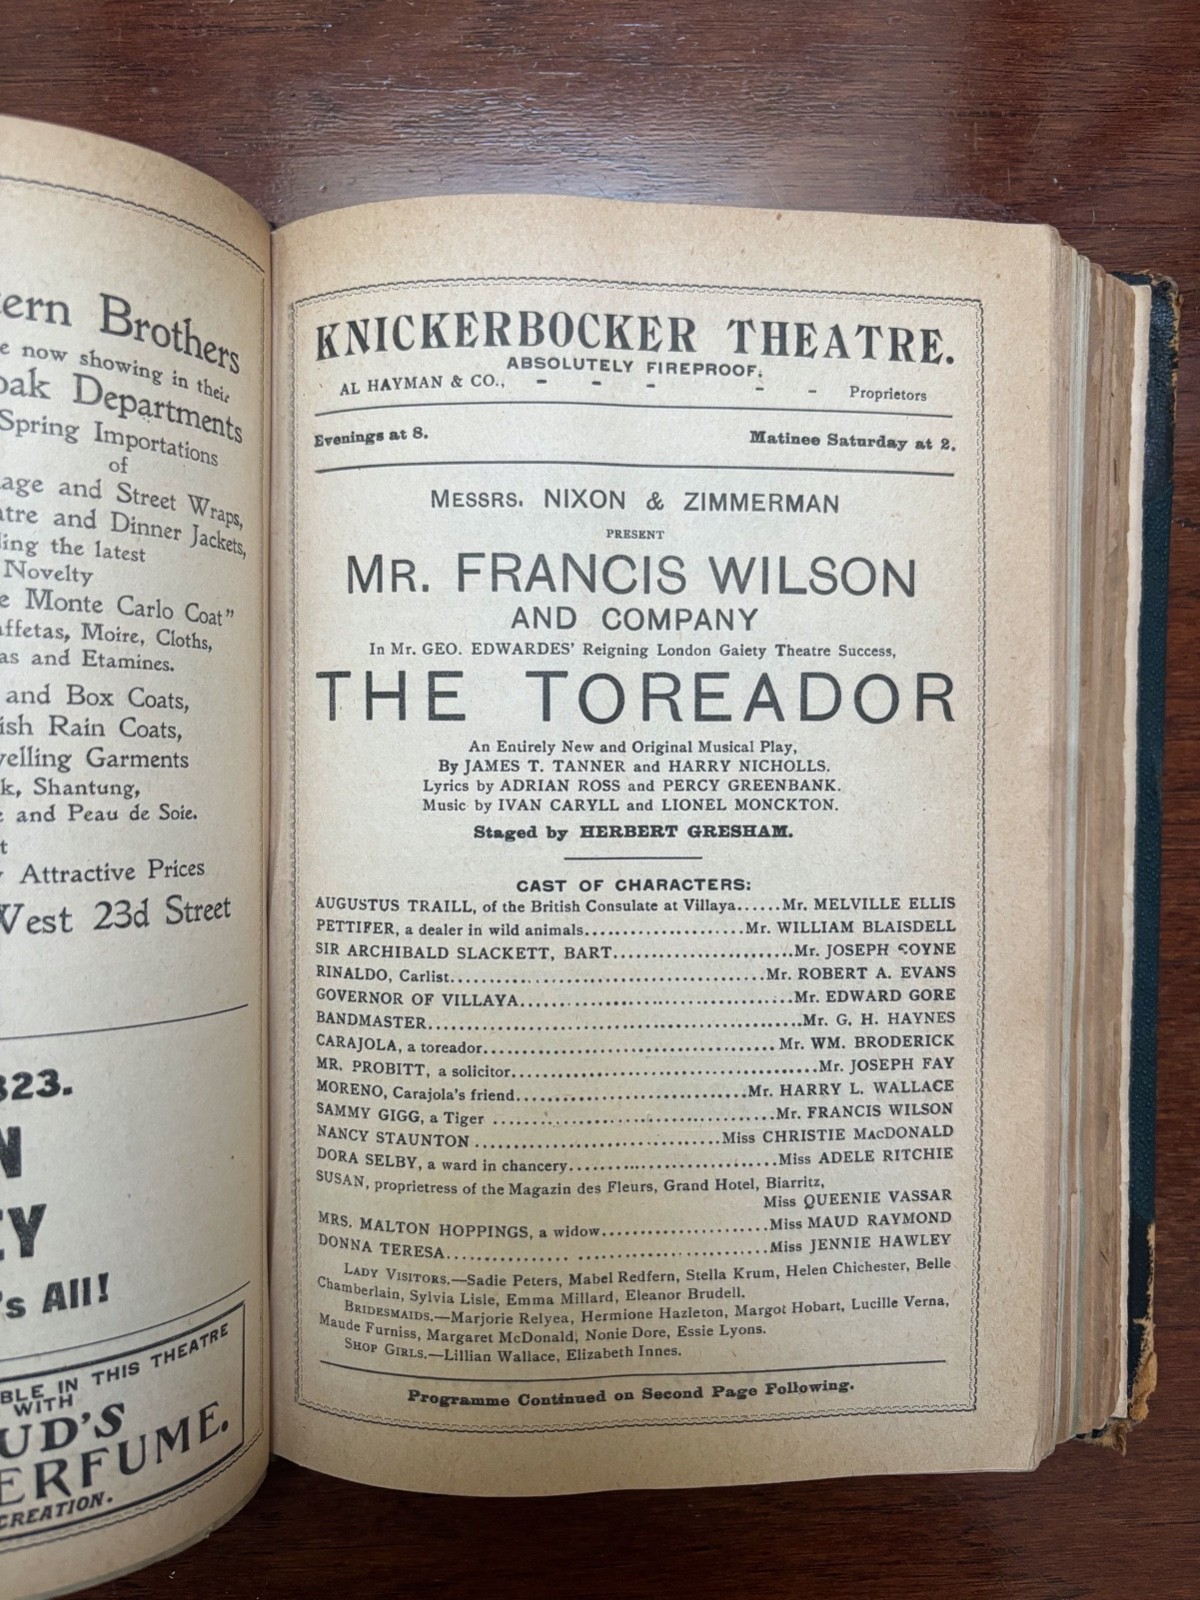 Brothers
now showing in their
Departments
Spring Importations
of
and Street Wraps,
and Dinner Jackets,
the latest
Novelty
Monte Carlo Coat"
Moire, Cloths,
and Etamines.
and Box Coats,
Rain Coats,
Garments
Shantung,
and Peau de Soie.
Attractive Prices
West 23d Street
All!
IN THIS THEATRE
WITH
CREATION.
KNICKERBOCKER THEATRE.
ABSOLUTELY FIREPROOF.
AL HAYMAN & CO., - - - - - Proprietors
Evenings at 8. Matinee Saturday at 2.
MESSRS. NIXON & ZIMMERMAN
PRESENT
MR. FRANCIS WILSON
AND COMPANY
In Mr. GEO. EDWARDES' Reigning London Gaiety Theatre Success,
THE TOREADOR
An Entirely New and Original Musical Play,
By JAMES T. TANNER and HARRY NICHOLLS.
Lyrics by ADRIAN ROSS and PERCY GREENBANK.
Music by IVAN CARYLL and LIONEL MONCKTON.
Staged by HERBERT GRESHAM.
CAST OF CHARACTERS:
AUGUSTUS TRAILL, of the British Consulate at Villaya......Mr. MELVILLE ELLIS
PETTIFER, a dealer in wild animals.....................Mr. WILLIAM BLAISDELL
SIR ARCHIBALD SLACKETT, BART........................Mr. JOSEPH COYNE
RINALDO, Carlist..........................................Mr. ROBERT A. EVANS
GOVERNOR OF VILLAYA.....................................Mr. EDWARD GORE
BANDMASTER..................................................Mr. G. H. HAYNES
CARAJOLA, a toreador....................................... Mr. WM. BRODERICK
MR. PROBITT, a solicitor.........................................Mr. JOSEPH FAY
MORENO, Carajola's friend...............................Mr. HARRY L. WALLACE
SAMMY GIGG, a Tiger .....................................Mr. FRANCIS WILSON
NANCY STAUNTON .................................Miss CHRISTIE MacDONALD
DORA SELBY, a ward in chancery.............................Miss ADELE RITCHIE
SUSAN, proprietress of the Magazin des Fleurs, Grand Hotel, Biarritz,
Miss QUEENIE VASSAR
MRS. MALTON HOPPINGS, a widow.......................Miss MAUD RAYMOND
DONNA TERESA.............................................Miss JENNIE HAWLEY
LADY VISITORS.—Sadie Peters, Mabel Redfern, Stella Krum, Helen Chichester, Belle
Chamberlain, Sylvia Lisle, Emma Millard, Eleanor Brudell.
BRIDESMAIDS.—Marjorie Relyea, Hermione Hazleton, Margot Hobart, Lucille Verna,
Maude Furniss, Margaret McDonald, Nonie Dore, Essie Lyons.
SHOP GIRLS.—Lillian Wallace, Elizabeth Innes.
Programme Continued on Second Page Following.